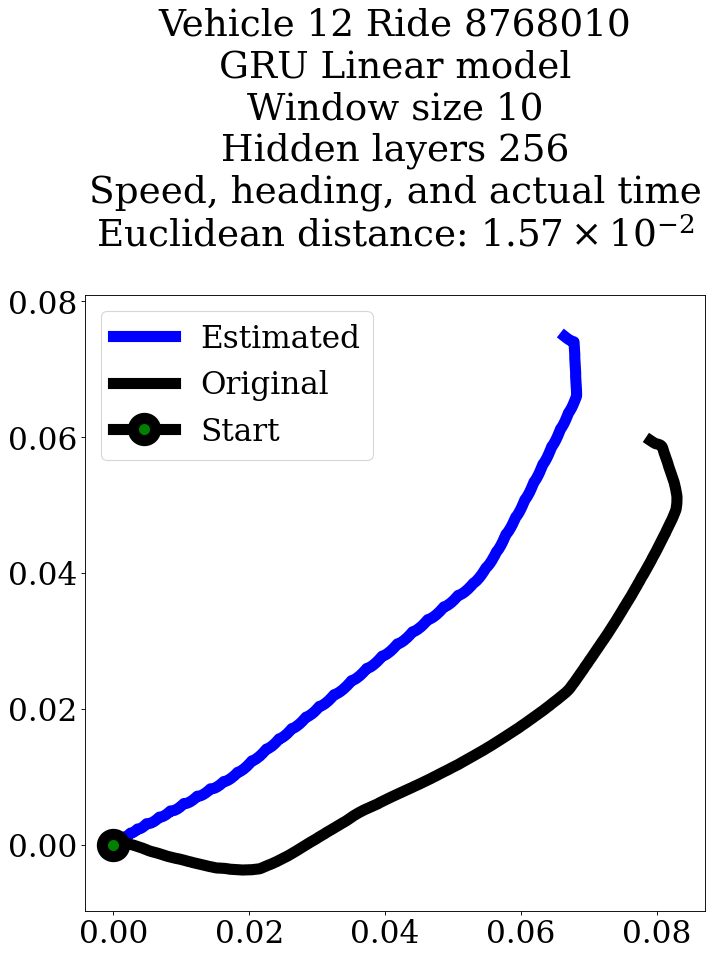 Vehicle 12 Ride 8768010
GRU Linear model
Window size 10
Hidden layers 256
Speed, heading, and actual time
Euclidean distance: 1.57 × 10⁻²
0.08
0.06
0.04
0.02
0.00
Estimated
Original
Start
0.00 0.02 0.04 0.06 0.08